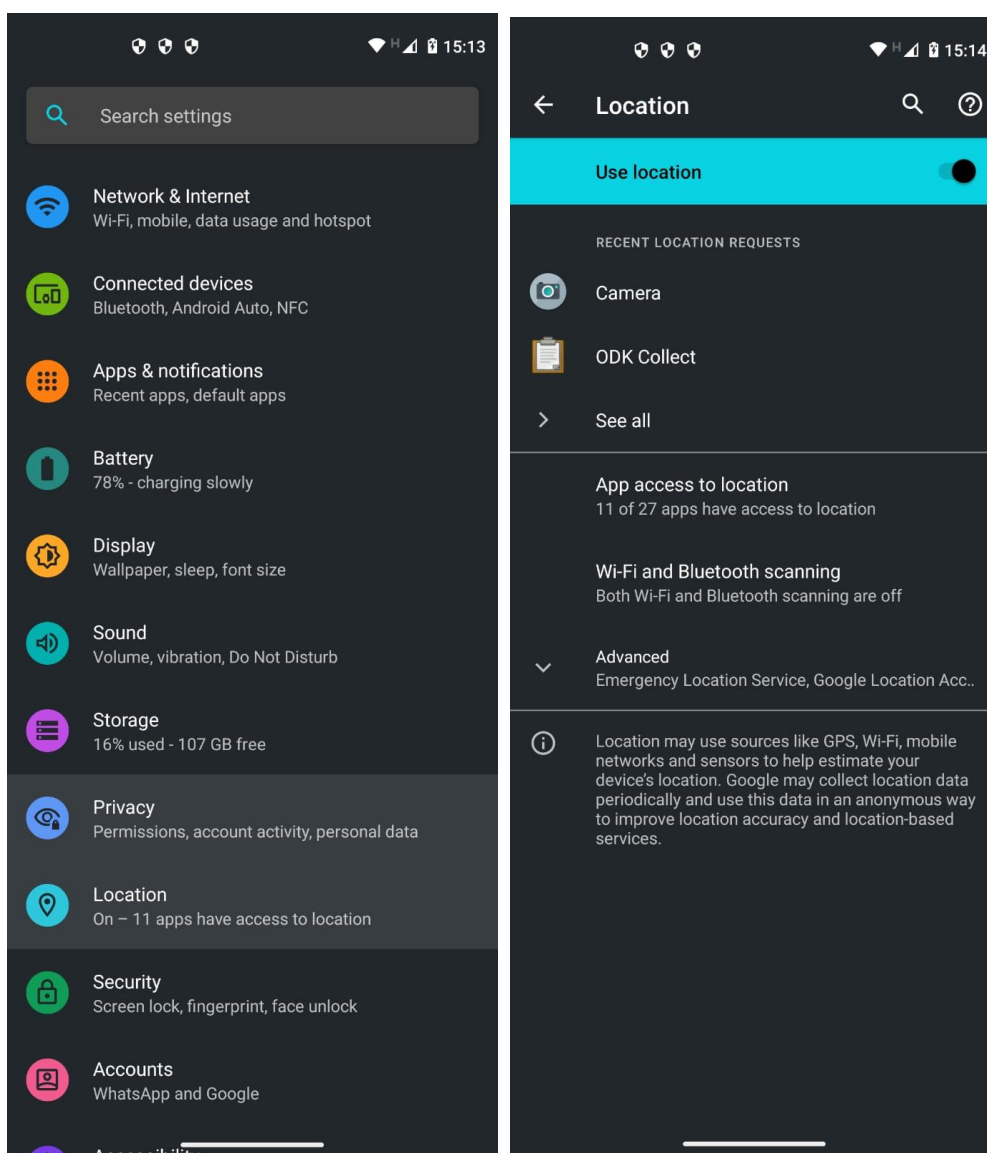 15:13
Search settings
Network & Internet
Wi-Fi, mobile, data usage and hotspot
Connected devices
Bluetooth, Android Auto, NFC
Apps & notifications
Recent apps, default apps
Battery
78% - charging slowly
Display
Wallpaper, sleep, font size
Sound
Volume, vibration, Do Not Disturb
Storage
16% used - 107 GB free
Privacy
Permissions, account activity, personal data
Location
On – 11 apps have access to location
Security
Screen lock, fingerprint, face unlock
Accounts
WhatsApp and Google
H 15:14
Location
Use location
RECENT LOCATION REQUESTS
Camera
ODK Collect
See all
App access to location
11 of 27 apps have access to location
Wi-Fi and Bluetooth scanning
Both Wi-Fi and Bluetooth scanning are off
Advanced
Emergency Location Service, Google Location Acc..
Location may use sources like GPS, Wi-Fi, mobile
networks and sensors to help estimate your
device's location. Google may collect location data
periodically and use this data in an anonymous way
to improve location accuracy and location-based
services.